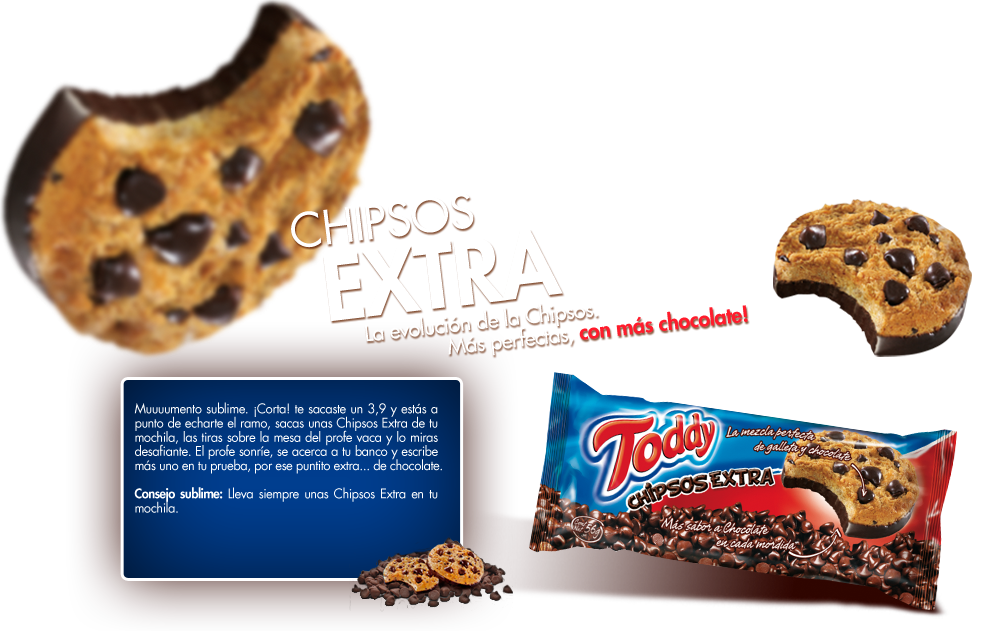 CHIPSOS
EXTRA
La evolución de la Chipsos.
Más perfectas, con más chocolate!
Muuuumento sublime. ¡Corta! te sacaste un 3,9 y estás a
punto de echarte el ramo, sacas unas Chipsos Extra de tu
mochila, las tiras sobre la mesa del profe vaca y lo miras
desafiante. El profe sonríe, se acerca a tu banco y escribe
más uno en tu prueba, por ese puntito extra... de chocolate.
Consejo sublime: Lleva siempre unas Chipsos Extra en tu
mochila.
Toddy
La mezcla perfecta
de galleta y chocolate
CHIPSOS EXTRA
56g
Más sabor a Chocolate
en cada mordida